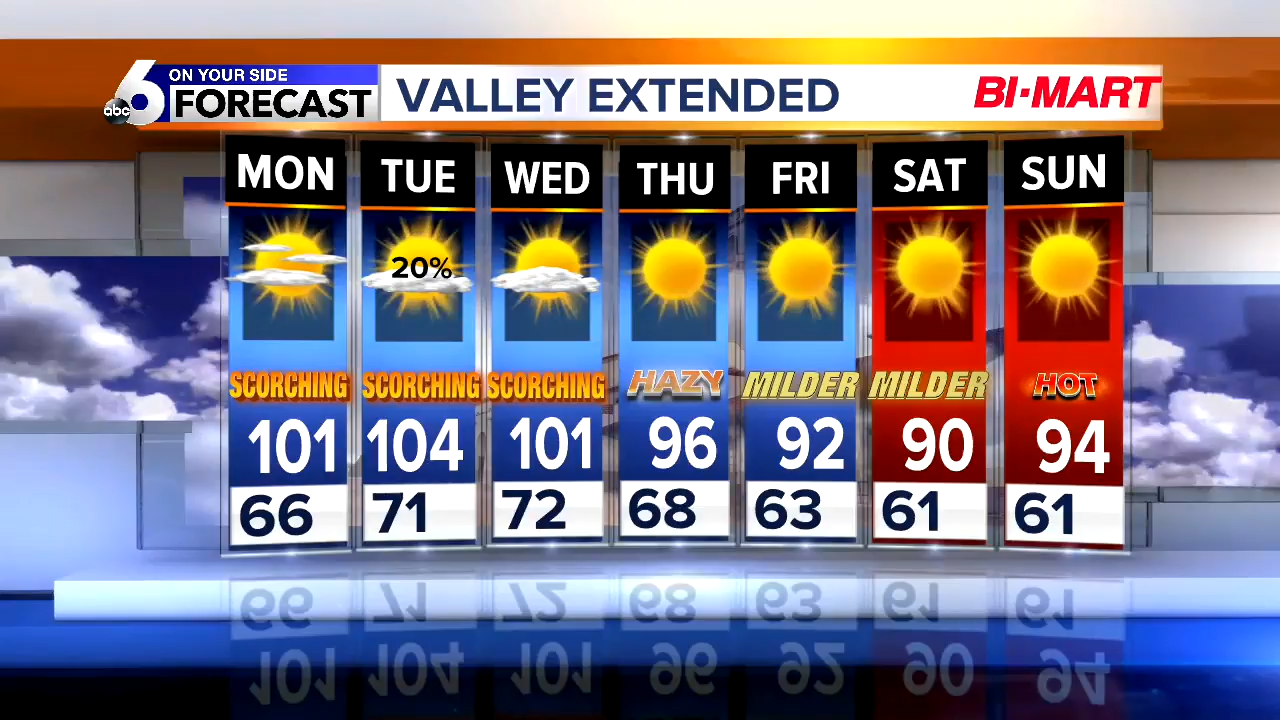 abc 6 ON YOUR SIDE
FORECAST
VALLEY EXTENDED
BI-MART
MON TUE WED THU FRI SAT SUN
20%
SCORCHING SCORCHING SCORCHING HAZY MILDER MILDER HOT
101 104 101 96 92 90 94
66 71 72 68 63 61 61